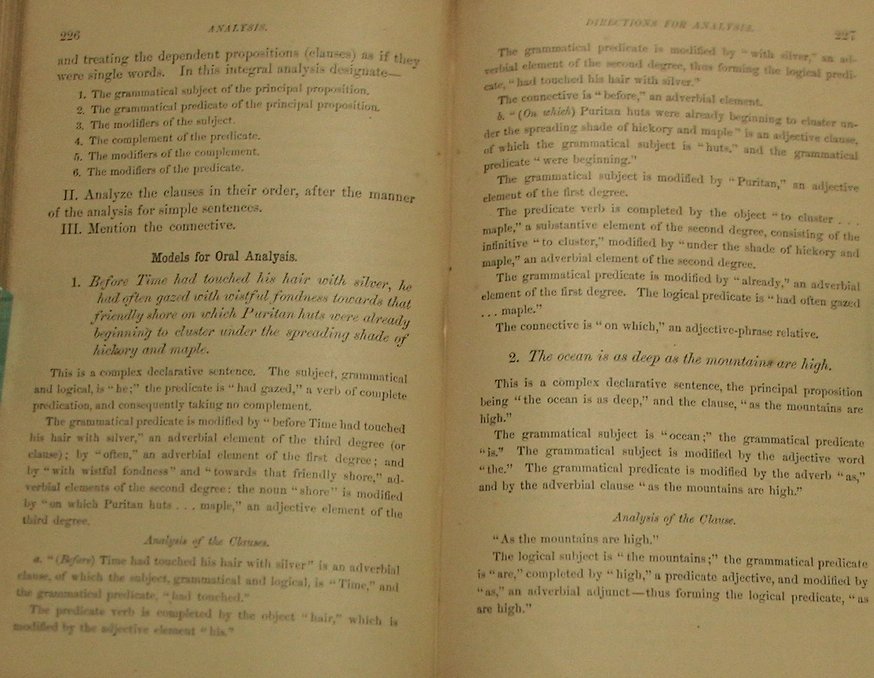 226
ANALYSIS.
and treating the dependent propositions (clauses) as if they
were single words. In this integral analysis designate—
1. The grammatical subject of the principal proposition.
2. The grammatical predicate of the principal proposition.
3. The modifiers of the subject.
4. The complement of the predicate.
5. The modifiers of the complement.
6. The modifiers of the predicate.
II. Analyze the clauses in their order, after the manner
of the analysis for simple sentences.
III. Mention the connective.
Models for Oral Analysis.
1. Before Time had touched his hair with silver, he
had often gazed with wistful fondness towards that
friendly shore on which Puritan huts were already
beginning to cluster under the spreading shade of
hickory and maple.
This is a complex declarative sentence. The subject, grammatical
and logical, is "he;" the predicate is "had gazed," a verb of complete
predication, and consequently taking no complement.
The grammatical predicate is modified by "before Time had touched
his hair with silver," an adverbial element of the third degree (or
clause); by "often," an adverbial element of the first degree; and
by "with wistful fondness" and "towards that friendly shore," ad-
verbial elements of the second degree: the noun "shore" is modified
by "on which Puritan huts . . . maple," an adjective element of the
third degree.
Analysis of the Clauses.
a. "(Before) Time had touched his hair with silver" is an adverbial
clause, of which the subject, grammatical and logical, is "Time," and
the grammatical predicate, "had touched."
The predicate verb is completed by the object "hair," which is
modified by the adjective element "his."
DIRECTIONS FOR ANALYSIS.
227
The grammatical predicate is modified by "with silver," an ad-
verbial element of the second degree, thus forming the logical predi-
cate, "had touched his hair with silver."
The connective is "before," an adverbial element.
b. "(On which) Puritan huts were already beginning to cluster un-
der the spreading shade of hickory and maple" is an adjective clause,
of which the grammatical subject is "huts," and the grammatical
predicate "were beginning."
The grammatical subject is modified by "Puritan," an adjective
element of the first degree.
The predicate verb is completed by the object "to cluster . . .
maple," a substantive element of the second degree, consisting of the
infinitive "to cluster," modified by "under the shade of hickory and
maple," an adverbial element of the second degree.
The grammatical predicate is modified by "already," an adverbial
element of the first degree. The logical predicate is "had often gazed
. . . maple."
The connective is "on which," an adjective-phrase relative.
2. The ocean is as deep as the mountains are high.
This is a complex declarative sentence, the principal proposition
being "the ocean is as deep," and the clause, "as the mountains are
high."
The grammatical subject is "ocean;" the grammatical predicate
"is." The grammatical subject is modified by the adjective word
"the." The grammatical predicate is modified by the adverb "as,"
and by the adverbial clause "as the mountains are high."
Analysis of the Clause.
"As the mountains are high."
The logical subject is "the mountains;" the grammatical predicate
is "are," completed by "high," a predicate adjective, and modified by
"as," an adverbial adjunct—thus forming the logical predicate, "as
are high."